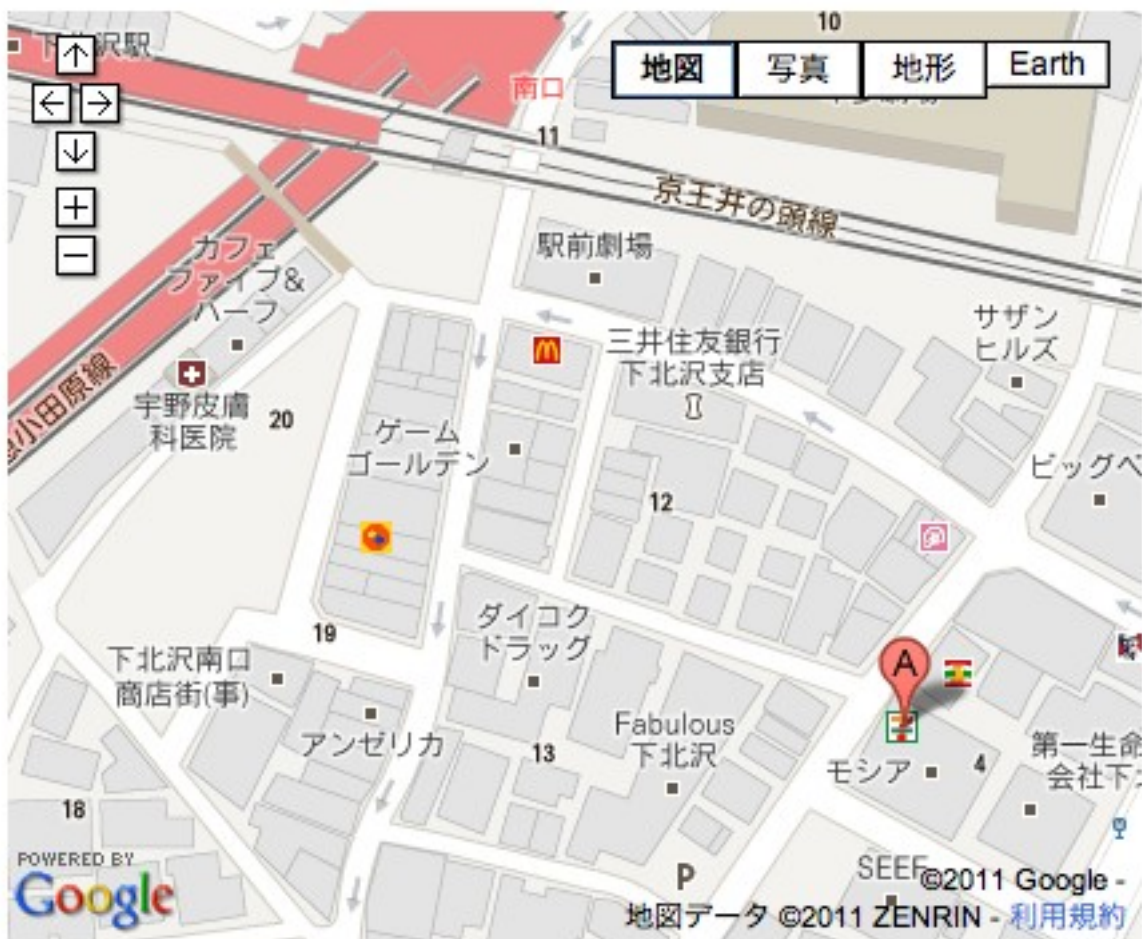 10
下北沢駅
地図
写真
地形
Earth
南口
11
京王井の頭線
駅前劇場
カフェ
ファイブ&
ハーフ
サザン
ヒルズ
三井住友銀行
下北沢支店
小田原線
宇野皮膚
科医院
20
ゲーム
ゴールデン
ビッグベ
12
ダイコク
ドラッグ
19
下北沢南口
商店街(事)
A
アンゼリカ
Fabulous
下北沢
13
モシア
4
第一生命
会社下
18
P
SEEF
POWERED BY
Google
©2011 Google -
地図データ ©2011 ZENRIN - 利用規約